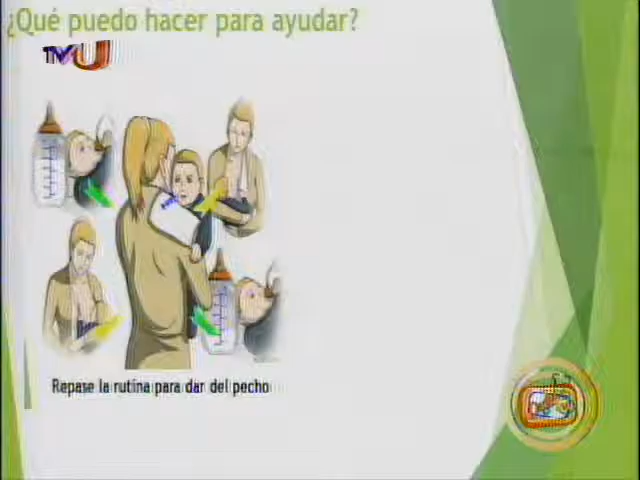 ¿Qué puedo hacer para ayudar?
TVU
Repase la rutina para dar del pecho